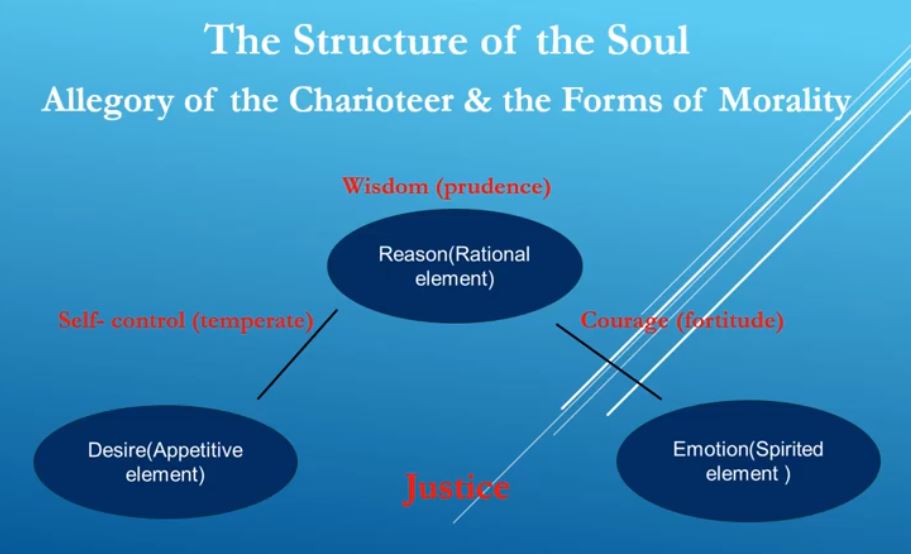 The Structure of the Soul
Allegory of the Charioteer & the Forms of Morality
Wisdom (prudence)
Reason(Rational
element)
Self- control (temperate)
Courage (fortitude)
Desire(Appetitive
element)
Emotion(Spirited
element )
Justice